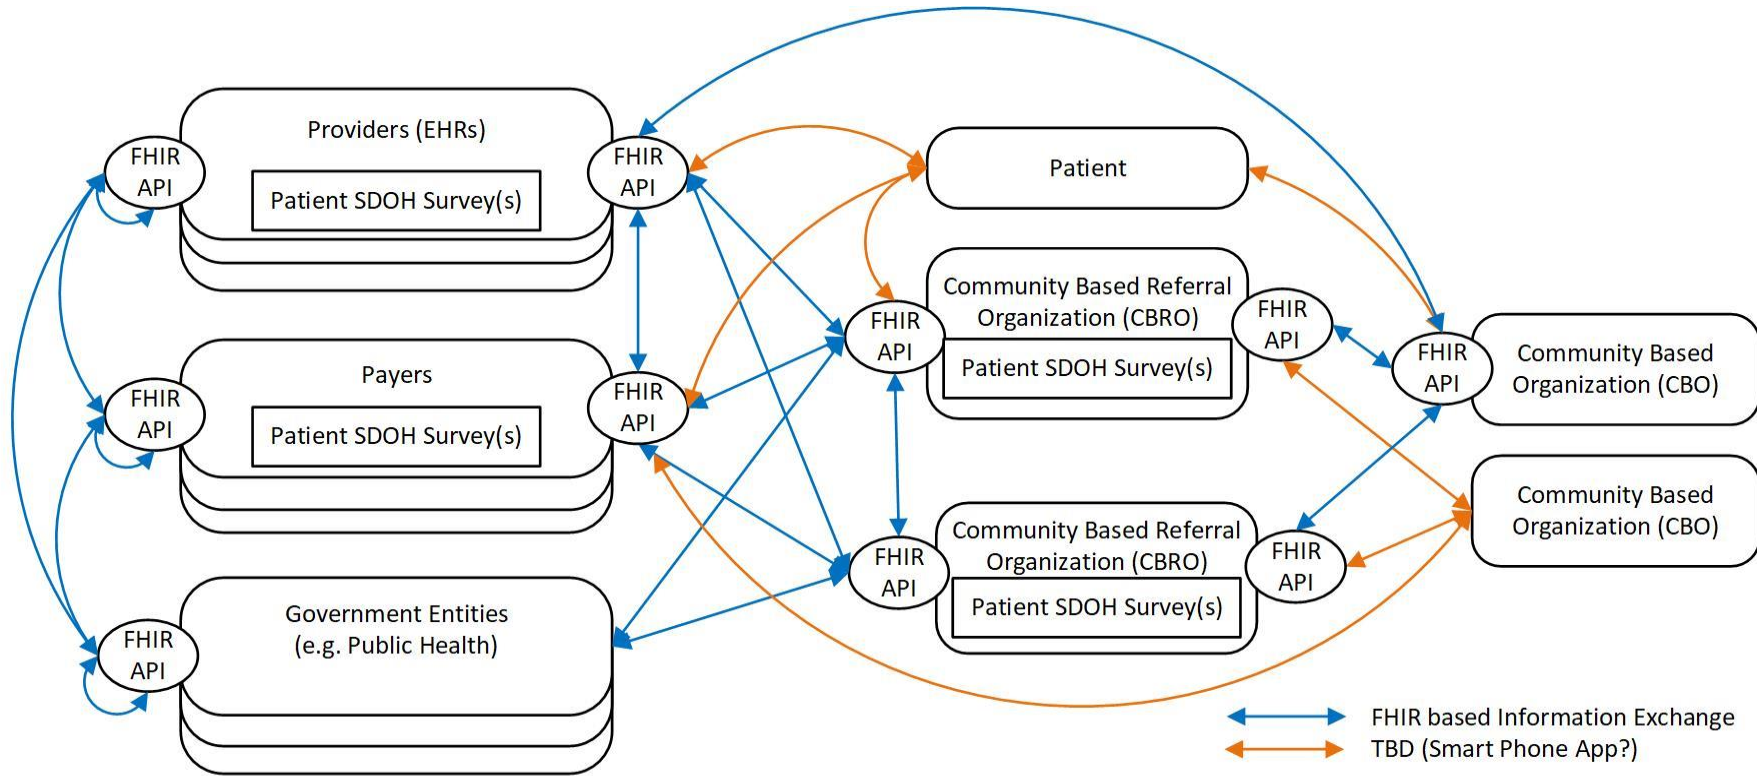 Providers (EHRs)
FHIR
API
Patient SDOH Survey(s)
FHIR
API
Patient
Payers
FHIR
API
Patient SDOH Survey(s)
FHIR
API
Community Based Referral
Organization (CBRO)
FHIR
API
Patient SDOH Survey(s)
FHIR
API
FHIR
API
Community Based
Organization (CBO)
Community Based
Organization (CBO)
Community Based Referral
Organization (CBRO)
FHIR
API
Patient SDOH Survey(s)
FHIR
API
Government Entities
(e.g. Public Health)
FHIR
API
FHIR based Information Exchange
TBD (Smart Phone App?)